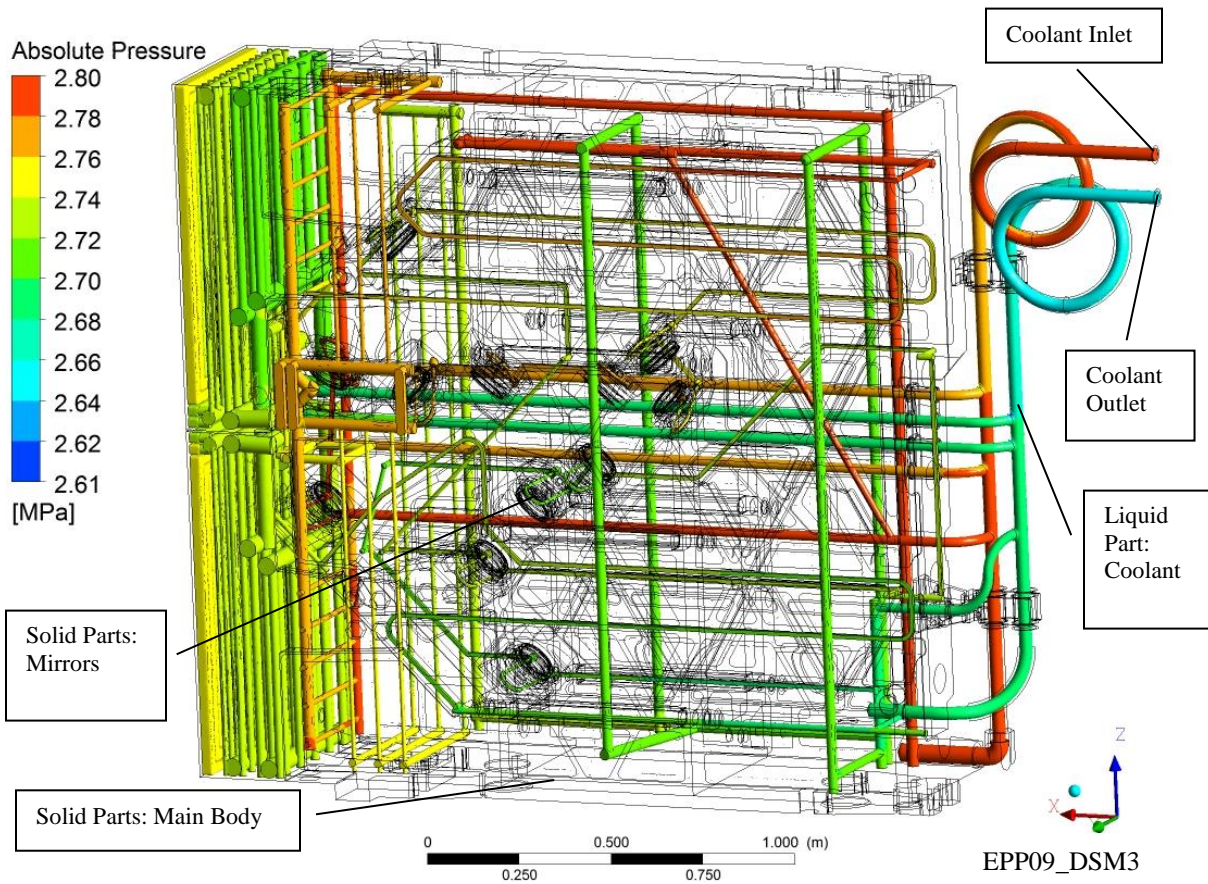 Absolute Pressure
2.80
2.78
2.76
2.74
2.72
2.70
2.68
2.66
2.64
2.62
2.61
[MPa]
Coolant Inlet
Coolant
Outlet
Liquid
Part:
Coolant
Solid Parts:
Mirrors
Solid Parts: Main Body
0 0.500 1.000 (m)
0.250 0.750
Z
X
EPP09_DSM3